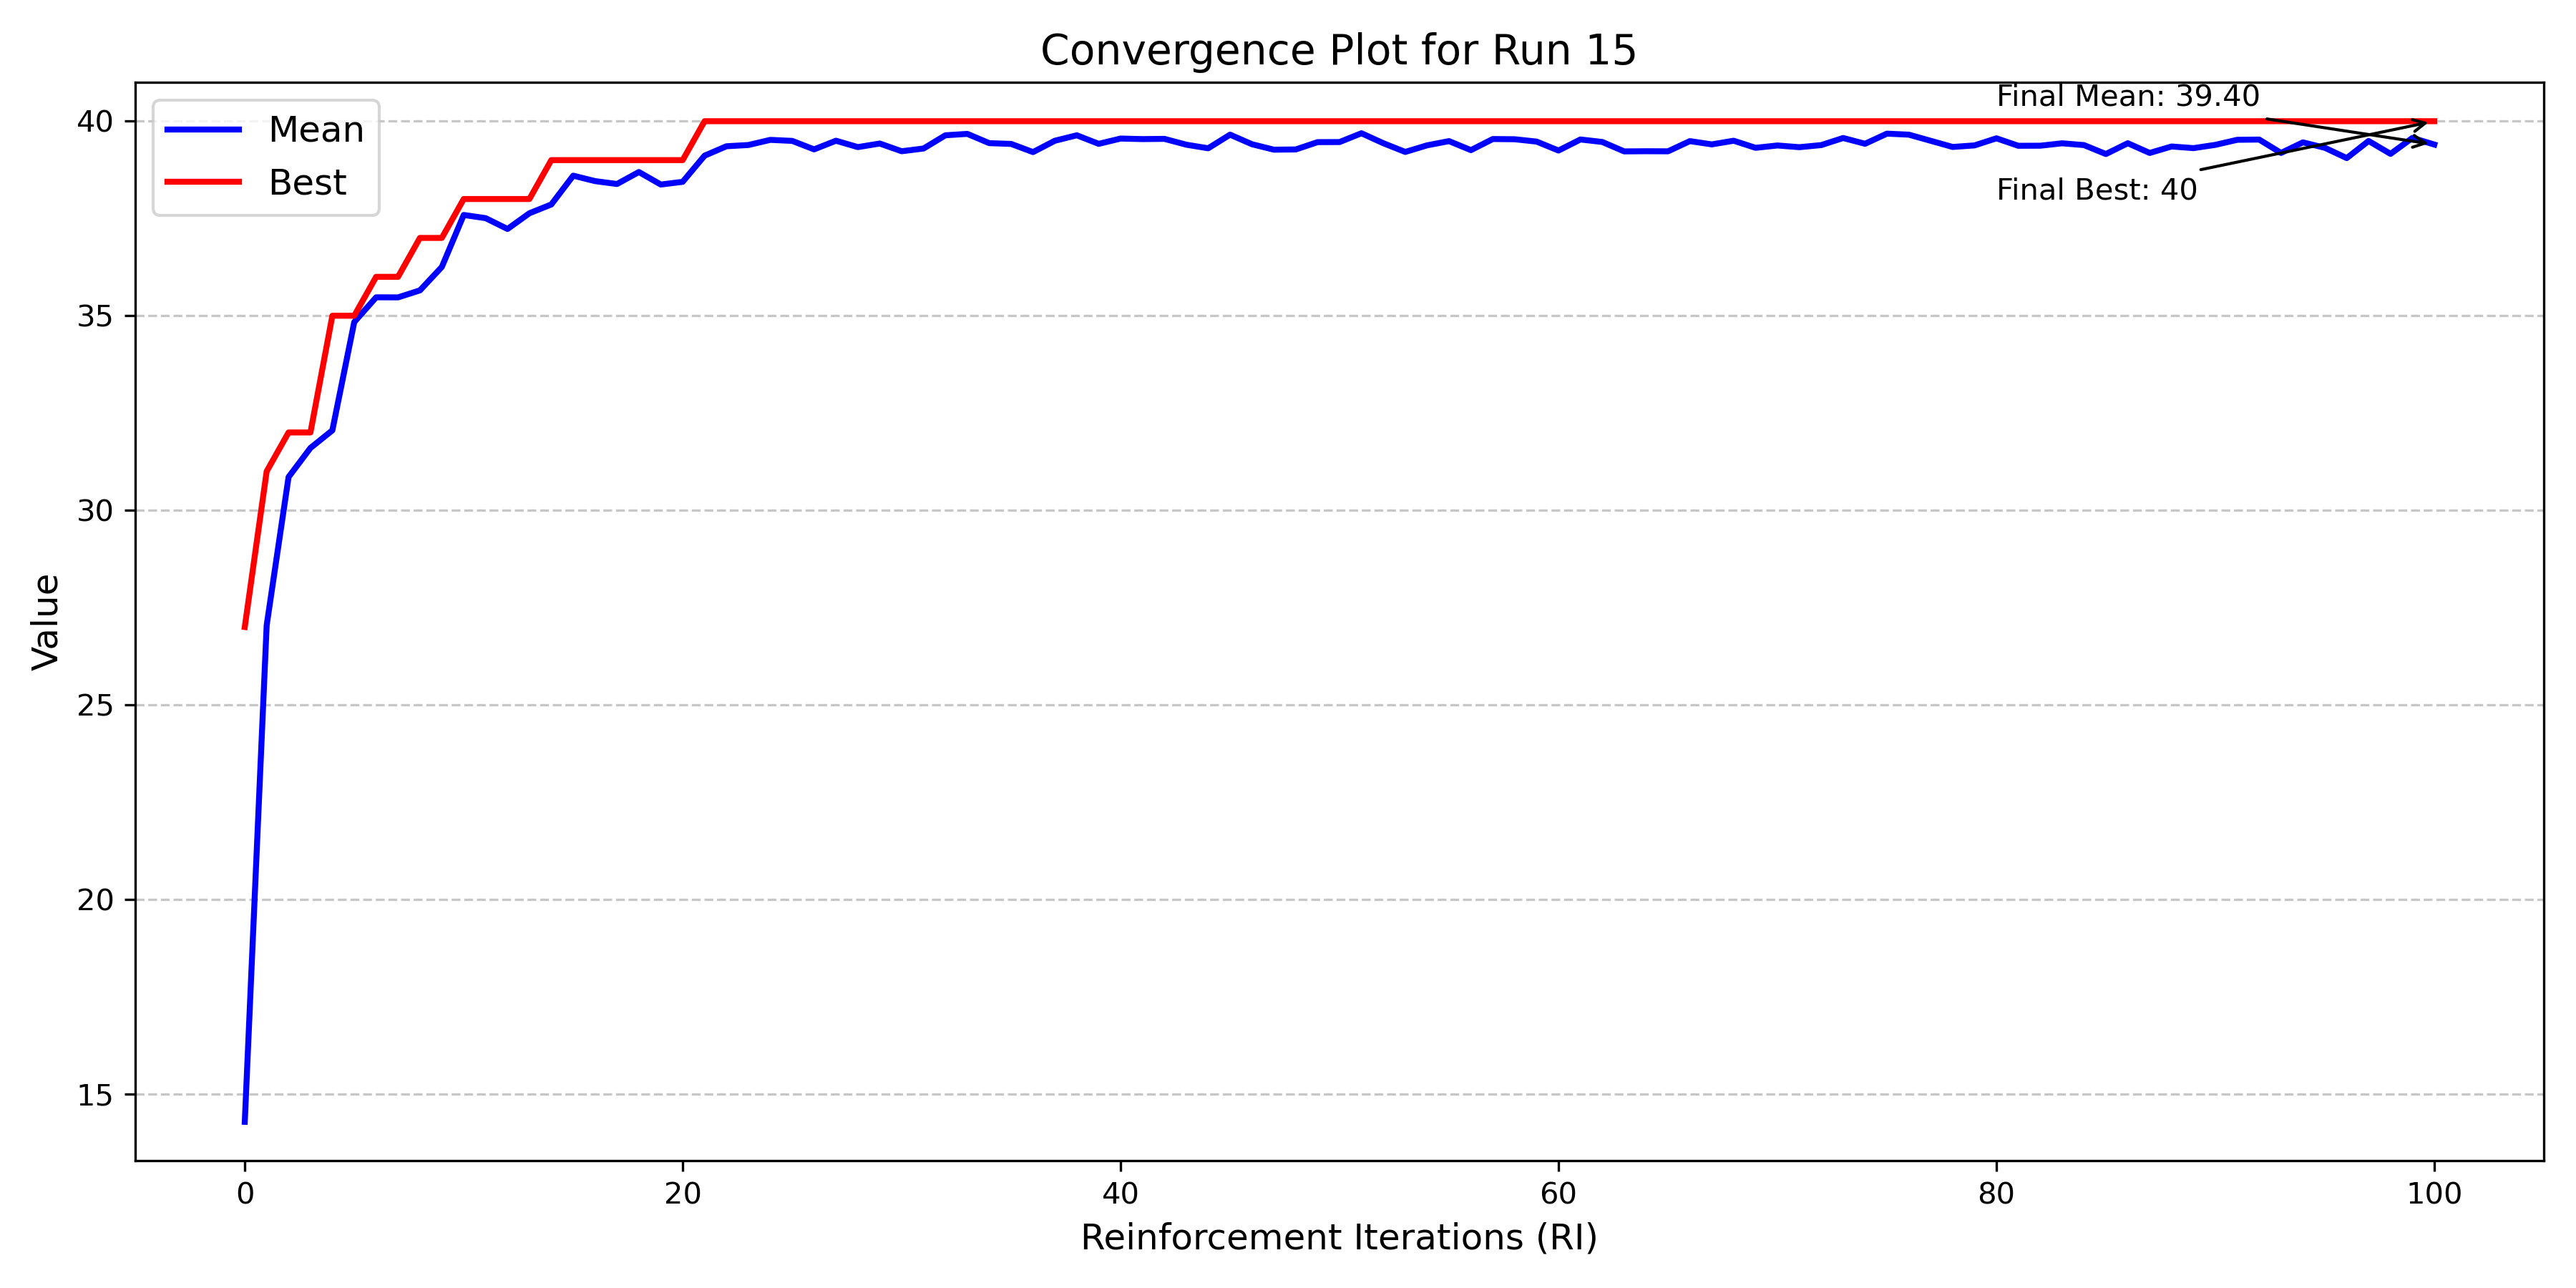 Convergence Plot for Run 15
Final Mean: 39.40
Mean
Best
Final Best: 40
40
35
30
25
20
15
Value
0 20 40 60 80 100
Reinforcement Iterations (RI)